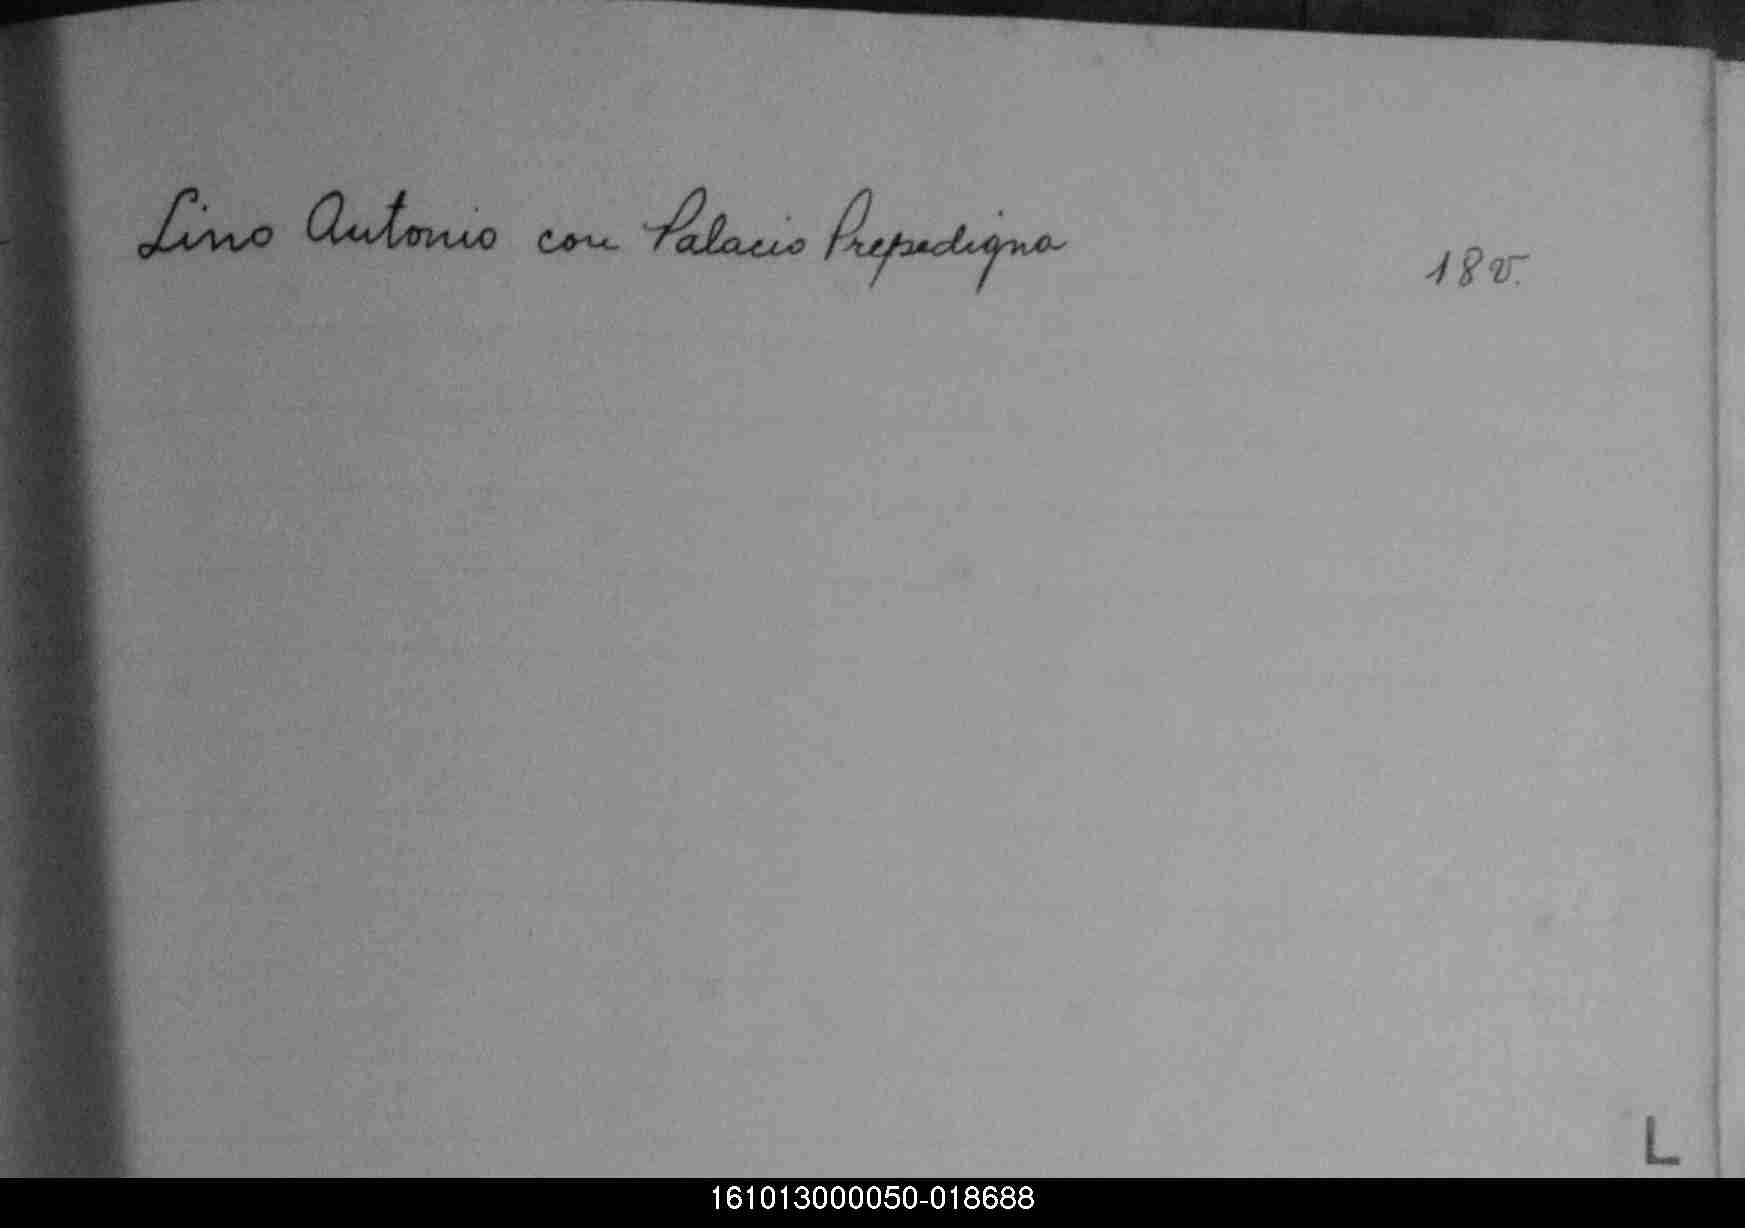 Lino Antonio con Palacio Prepedigna 18 v.
L
161013000050-018688